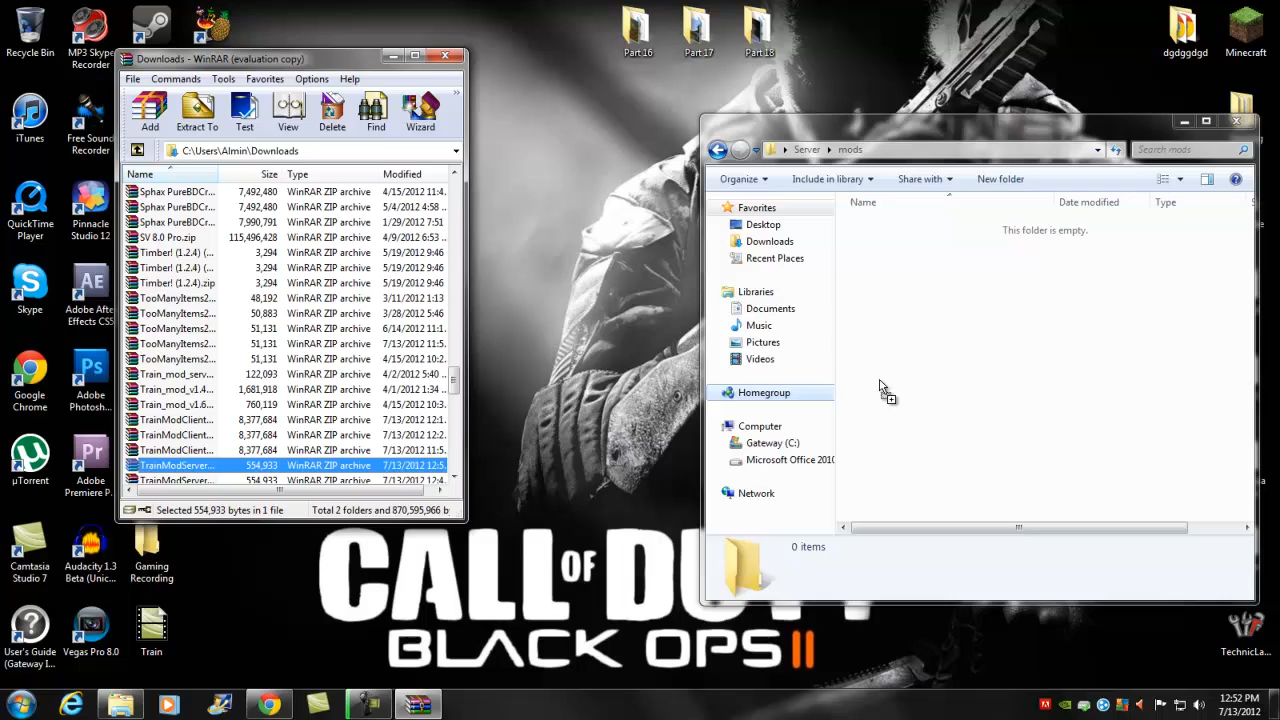 Recycle Bin
MP3 Skype Recorder
iTunes
Free Sound Recorder
QuickTime Player
Pinnacle Studio 12
Skype
Adobe After Effects CS5
Google Chrome
Adobe Photosh...
µTorrent
Adobe Premiere P...
Camtasia Studio 7
Audacity 1.3 Beta (Unic...
Gaming Recording
User's Guide (Gateway I...
Vegas Pro 8.0
Train
Part 16
Part 17
Part 18
dgdggdgd
Minecraft
TechnicLa...
Downloads - WinRAR (evaluation copy)
File Commands Tools Favorites Options Help
Add Extract To Test View Delete Find Wizard
C:\Users\Almin\Downloads
Name Size Type Modified
Sphax PureBDCr... 7,492,480 WinRAR ZIP archive 4/15/2012 11:4...
Sphax PureBDCr... 7,492,480 WinRAR ZIP archive 5/4/2012 4:58 ...
Sphax PureBDCr... 7,990,791 WinRAR ZIP archive 1/29/2012 7:51
SV 8.0 Pro.zip 115,496,428 WinRAR ZIP archive 4/9/2012 6:53 ...
Timber! (1.2.4) (... 3,294 WinRAR ZIP archive 5/19/2012 9:46
Timber! (1.2.4) (... 3,294 WinRAR ZIP archive 5/19/2012 9:46
Timber! (1.2.4).zip 3,294 WinRAR ZIP archive 5/19/2012 9:46
TooManyItems2... 48,192 WinRAR ZIP archive 3/11/2012 1:13
TooManyItems2... 50,883 WinRAR ZIP archive 3/28/2012 5:46
TooManyItems2... 51,131 WinRAR ZIP archive 6/14/2012 11:1...
TooManyItems2... 51,131 WinRAR ZIP archive 7/13/2012 11:5...
TooManyItems2... 51,131 WinRAR ZIP archive 4/15/2012 10:2...
Train_mod_serv... 122,093 WinRAR ZIP archive 4/2/2012 5:40 ...
Train_mod_v1.4... 1,681,918 WinRAR ZIP archive 4/1/2012 1:34 ...
Train_mod_v1.6... 760,119 WinRAR ZIP archive 4/15/2012 10:3...
TrainModClient... 8,377,684 WinRAR ZIP archive 7/13/2012 12:1...
TrainModClient... 8,377,684 WinRAR ZIP archive 7/13/2012 12:2...
TrainModClient... 8,377,684 WinRAR ZIP archive 7/13/2012 11:5...
TrainModServer... 554,933 WinRAR ZIP archive 7/13/2012 12:5...
TrainModServer... 554,933 WinRAR ZIP archive 7/13/2012 12:4...
Selected 554,933 bytes in 1 file Total 2 folders and 870,595,966 b
Server mods
Search mods
Organize Include in library Share with New folder
Favorites
Desktop
Downloads
Recent Places
Libraries
Documents
Music
Pictures
Videos
Homegroup
Computer
Gateway (C:)
Microsoft Office 2010
Network
Name Date modified Type
This folder is empty.
0 items
CALL OF DUTY
BLACK OPS II
12:52 PM
7/13/2012